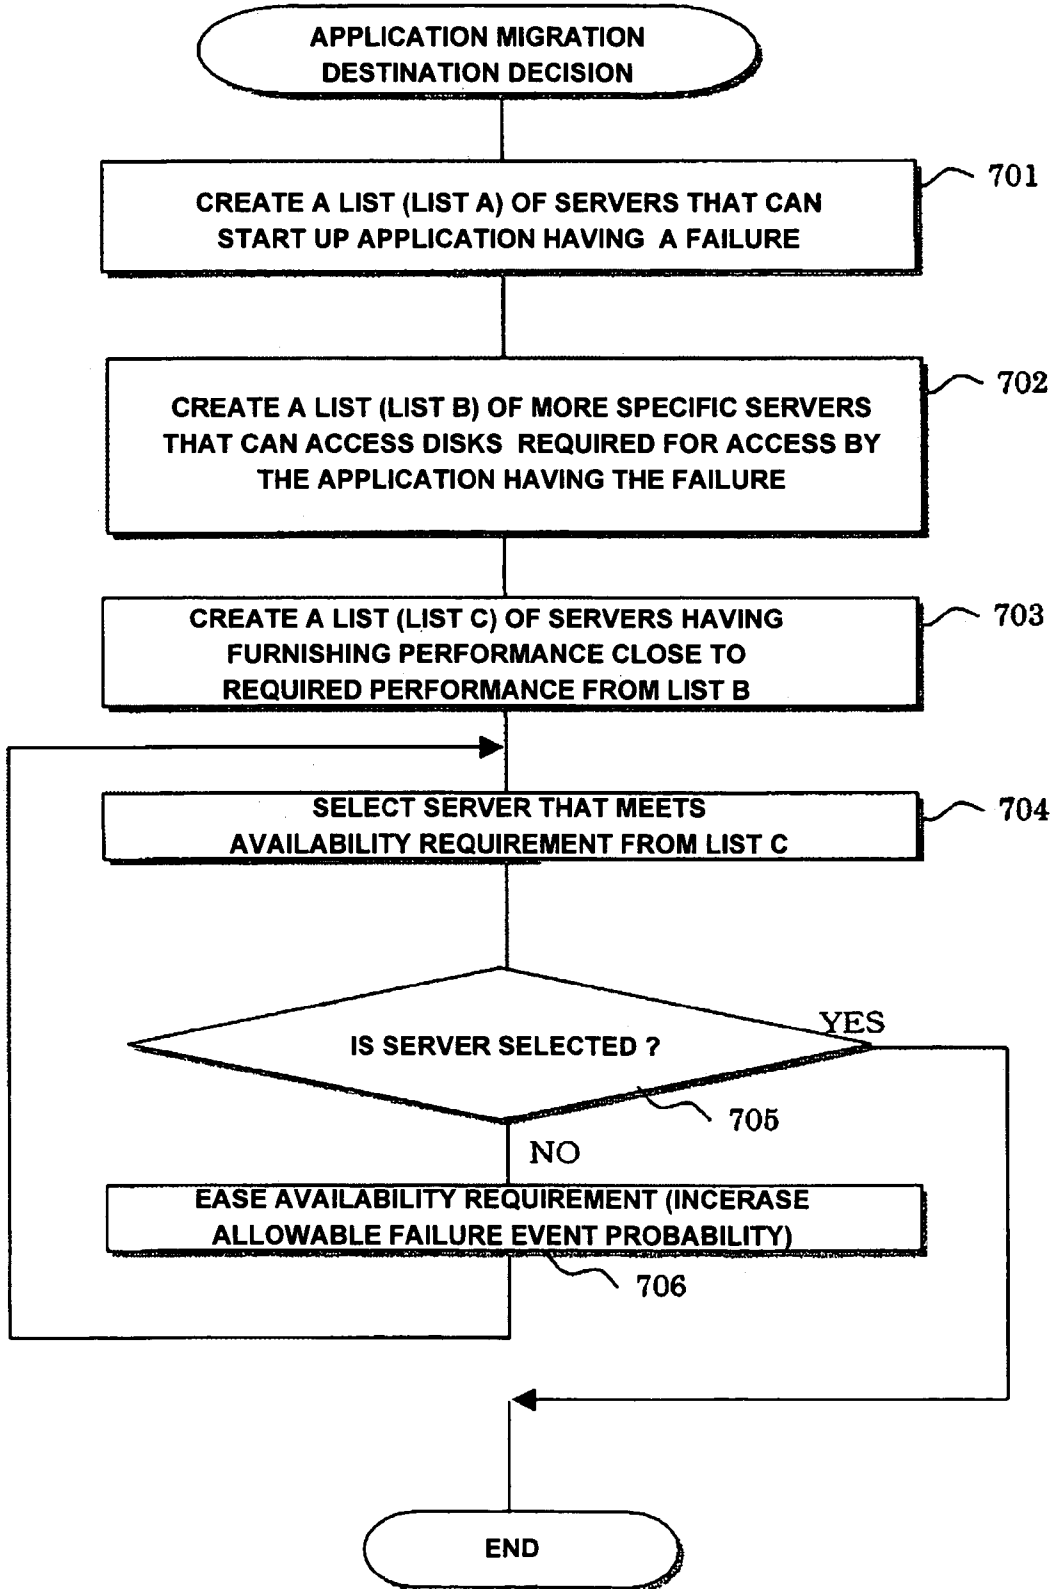 APPLICATION MIGRATION
DESTINATION DECISION
701
CREATE A LIST (LIST A) OF SERVERS THAT CAN
START UP APPLICATION HAVING A FAILURE
702
CREATE A LIST (LIST B) OF MORE SPECIFIC SERVERS
THAT CAN ACCESS DISKS REQUIRED FOR ACCESS BY
THE APPLICATION HAVING THE FAILURE
703
CREATE A LIST (LIST C) OF SERVERS HAVING
FURNISHING PERFORMANCE CLOSE TO
REQUIRED PERFORMANCE FROM LIST B
704
SELECT SERVER THAT MEETS
AVAILABILITY REQUIREMENT FROM LIST C
YES
IS SERVER SELECTED ?
705
NO
EASE AVAILABILITY REQUIREMENT (INCERASE
ALLOWABLE FAILURE EVENT PROBABILITY)
706
END